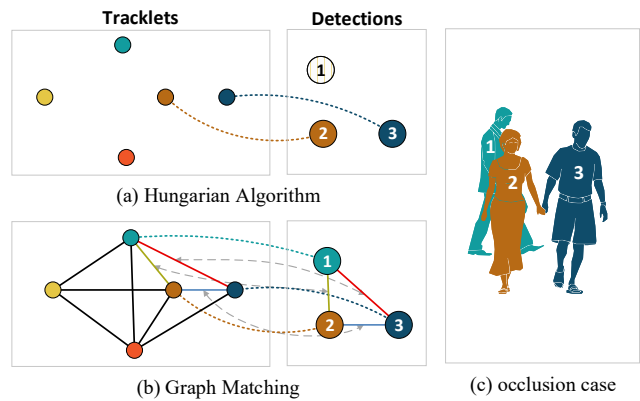 Tracklets
Detections
1
2
3
(a) Hungarian Algorithm
1
2
3
(b) Graph Matching
1
2
3
(c) occlusion case